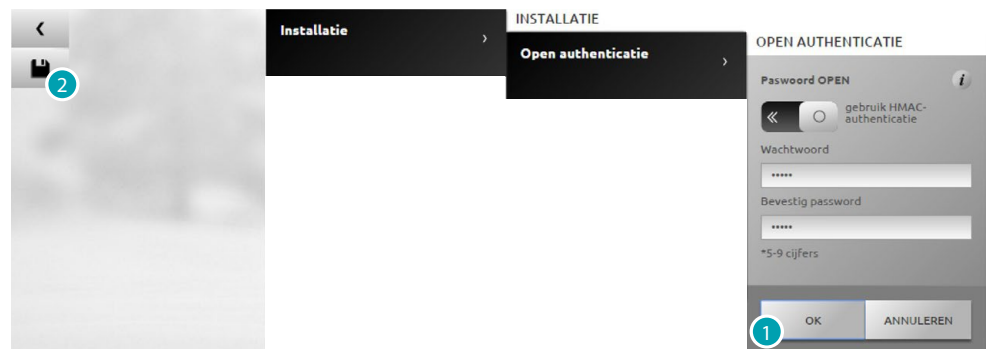 2
Installatie
INSTALLATIE
Open authenticatie
OPEN AUTHENTICATIE
Paswoord OPEN
i
gebruik HMAC-
authenticatie
Wachtwoord
•••••
Bevestig password
•••••
*5-9 cijfers
OK
ANNULEREN
1